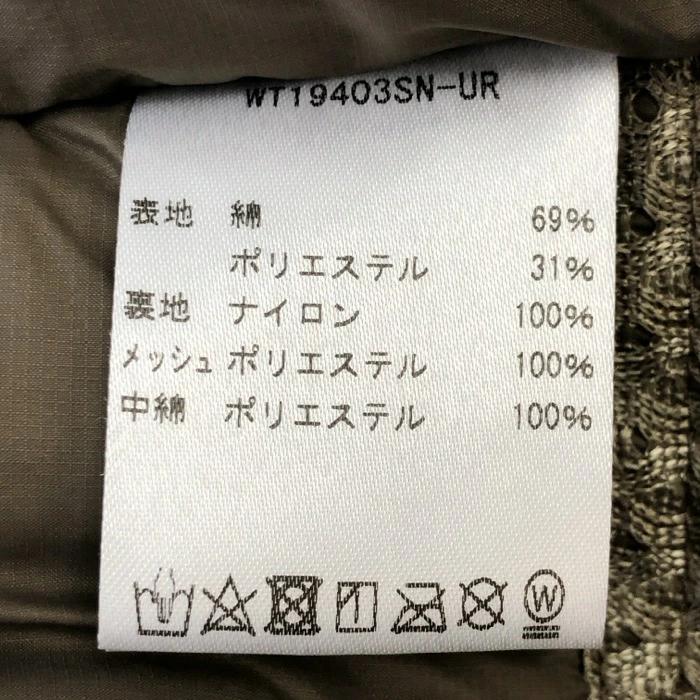 WT19403SN-UR
表地 綿 69%
ポリエステル 31%
裏地 ナイロン 100%
メッシュ ポリエステル 100%
中綿 ポリエステル 100%
W